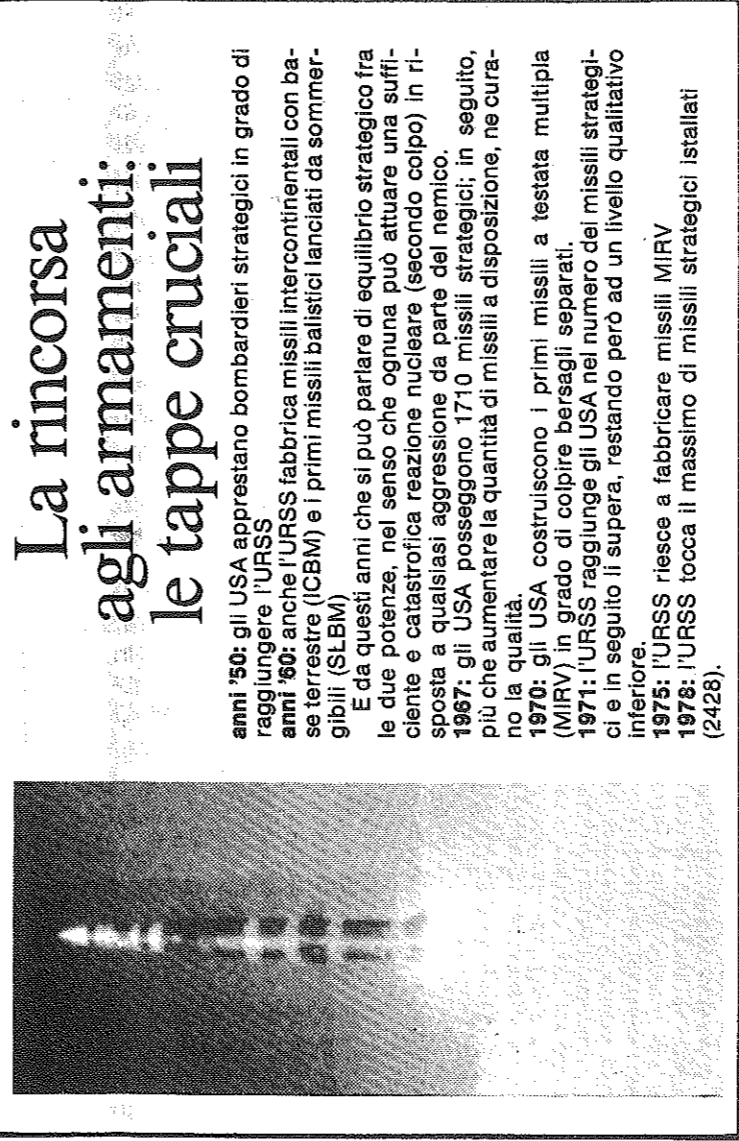 La rincorsa
agli armamenti:
le tappe cruciali
anni '50: gli USA apprestano bombardieri strategici in grado di
raggiungere l'URSS
anni '60: anche l'URSS fabbrica missili intercontinentali con ba-
se terrestre (ICBM) e i primi missili balistici lanciati da sommer-
gibili (SLBM)
E da questi anni che si può parlare di equilibrio strategico fra
le due potenze, nel senso che ognuna può attuare una suffi-
ciente e catastrofica reazione nucleare (secondo colpo) in ri-
sposta a qualsiasi aggressione da parte del nemico.
1967: gli USA posseggono 1710 missili strategici; in seguito,
più che aumentare la quantità di missili a disposizione, ne cura-
no la qualità.
1970: gli USA costruiscono i primi missili a testata multipla
(MIRV) in grado di colpire bersagli separati.
1971: l'URSS raggiunge gli USA nel numero dei missili strategi-
ci e in seguito li supera, restando però ad un livello qualitativo
inferiore.
1975: l'URSS riesce a fabbricare missili MIRV
1978: l'URSS tocca il massimo di missili strategici istallati
(2428).